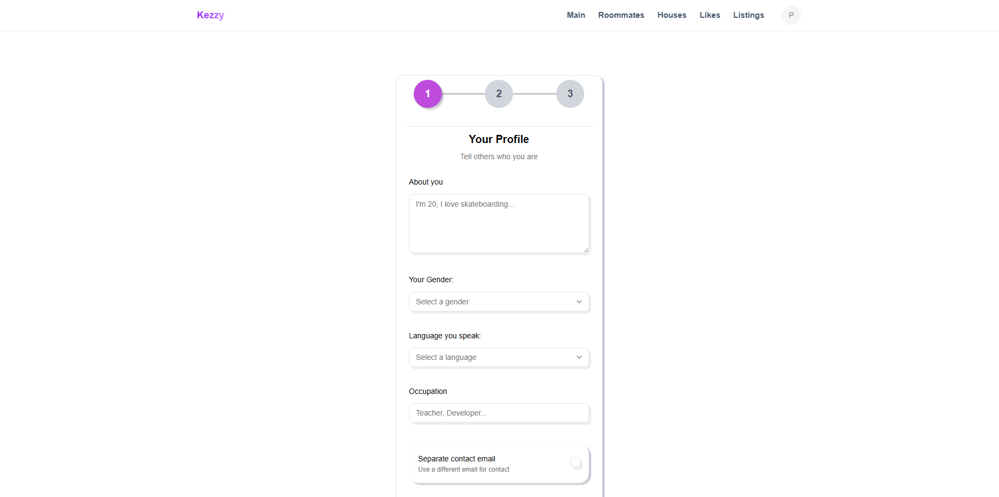 Kezzy
Main Roommates Houses Likes Listings P
1 2 3
Your Profile
Tell others who you are
About you
I'm 20, I love skateboarding...
Your Gender:
Select a gender
Language you speak:
Select a language
Occupation
Teacher, Developer...
Separate contact email
Use a different email for contact